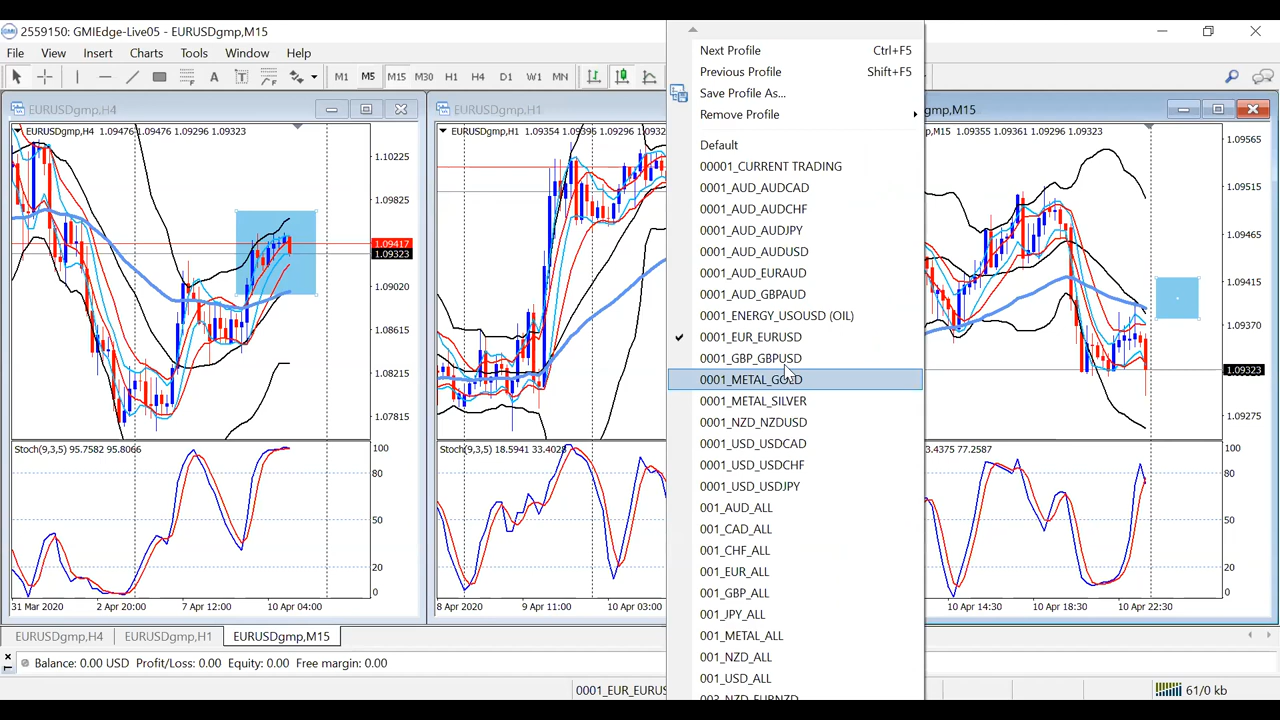 2559150: GMIEdge-Live05 - EURUSDgmp,M15
File View Insert Charts Tools Window Help
A T M1 M5 M15 M30 H1 H4 D1 W1 MN
EURUSDgmp,H4
EURUSDgmp,H4 1.09476 1.09476 1.09296 1.09323
1.10225
1.09825
1.09417
1.09323
1.09020
1.08615
1.08215
1.07815
Stoch(9,3,5) 95.7582 95.8066
100
80
50
20
0
31 Mar 2020 2 Apr 20:00 7 Apr 12:00 10 Apr 04:00
EURUSDgmp,H1
EURUSDgmp,H1 1.09354 1.09396 1.09296 1.09323
Stoch(9,3,5) 18.5941 33.4028
8 Apr 2020 9 Apr 11:00 10 Apr 03:00
Next Profile Ctrl+F5
Previous Profile Shift+F5
Save Profile As...
Remove Profile
Default
00001_CURRENT TRADING
0001_AUD_AUDCAD
0001_AUD_AUDCHF
0001_AUD_AUDJPY
0001_AUD_AUDUSD
0001_AUD_EURAUD
0001_AUD_GBPAUD
0001_ENERGY_USOUSD (OIL)
0001_EUR_EURUSD
0001_GBP_GBPUSD
0001_METAL_GOLD
0001_METAL_SILVER
0001_NZD_NZDUSD
0001_USD_USDCAD
0001_USD_USDCHF
0001_USD_USDJPY
001_AUD_ALL
001_CAD_ALL
001_CHF_ALL
001_EUR_ALL
001_GBP_ALL
001_JPY_ALL
001_METAL_ALL
001_NZD_ALL
001_USD_ALL
gmp,M15
mp,M15 1.09355 1.09361 1.09296 1.09323
1.09565
1.09510
1.09465
1.09415
1.09370
1.09323
1.09275
3.4375 77.2587
100
80
50
20
0
10 Apr 14:30 10 Apr 18:30 10 Apr 22:30
EURUSDgmp,H4 EURUSDgmp,H1 EURUSDgmp,M15
Balance: 0.00 USD Profit/Loss: 0.00 Equity: 0.00 Free margin: 0.00
0001_EUR_EURUS
61/0 kb